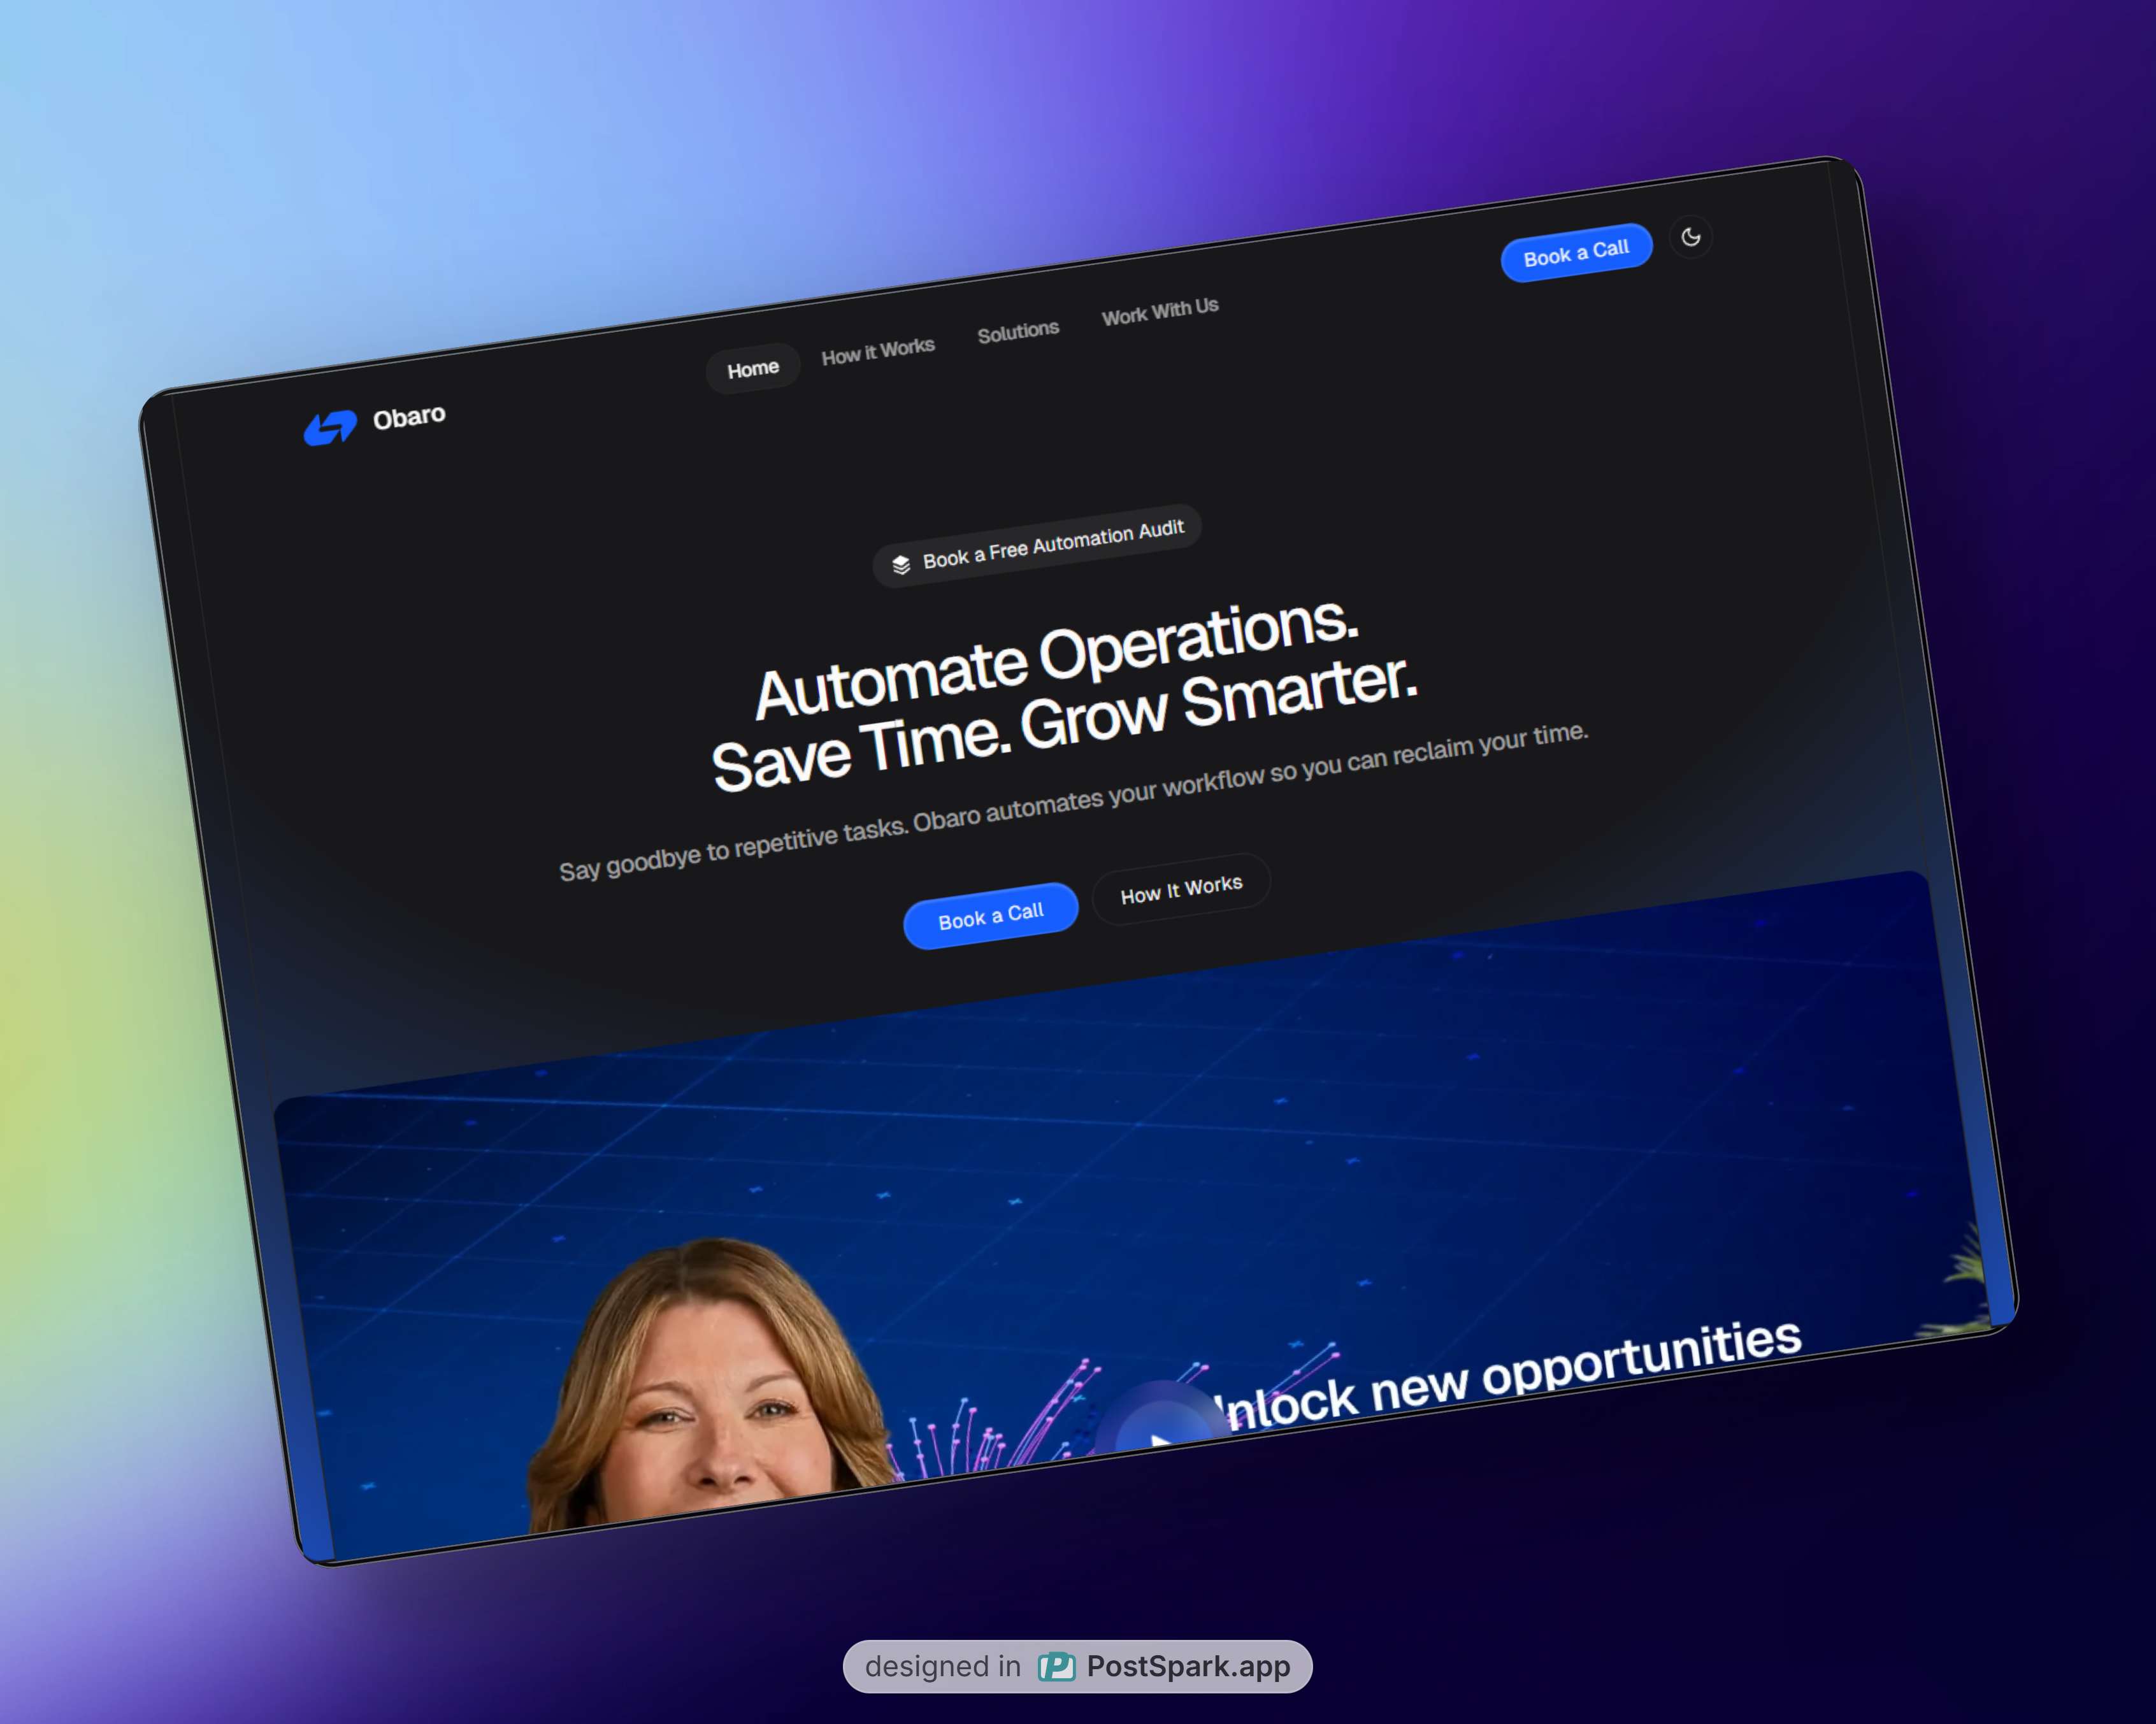 Obaro
Home
How it Works
Solutions
Work With Us
Book a Call
Book a Free Automation Audit
Automate Operations.
Save Time. Grow Smarter.
Say goodbye to repetitive tasks. Obaro automates your workflow so you can reclaim your time.
Book a Call
How It Works
new opportunities
designed in PostSpark.app